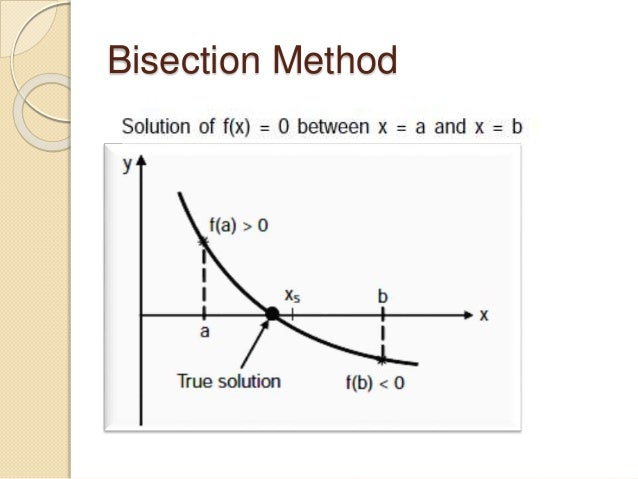 Bisection Method
Solution of f(x) = 0 between x = a and x = b
y
f(a) > 0
xs
b
x
a
True solution
f(b) < 0